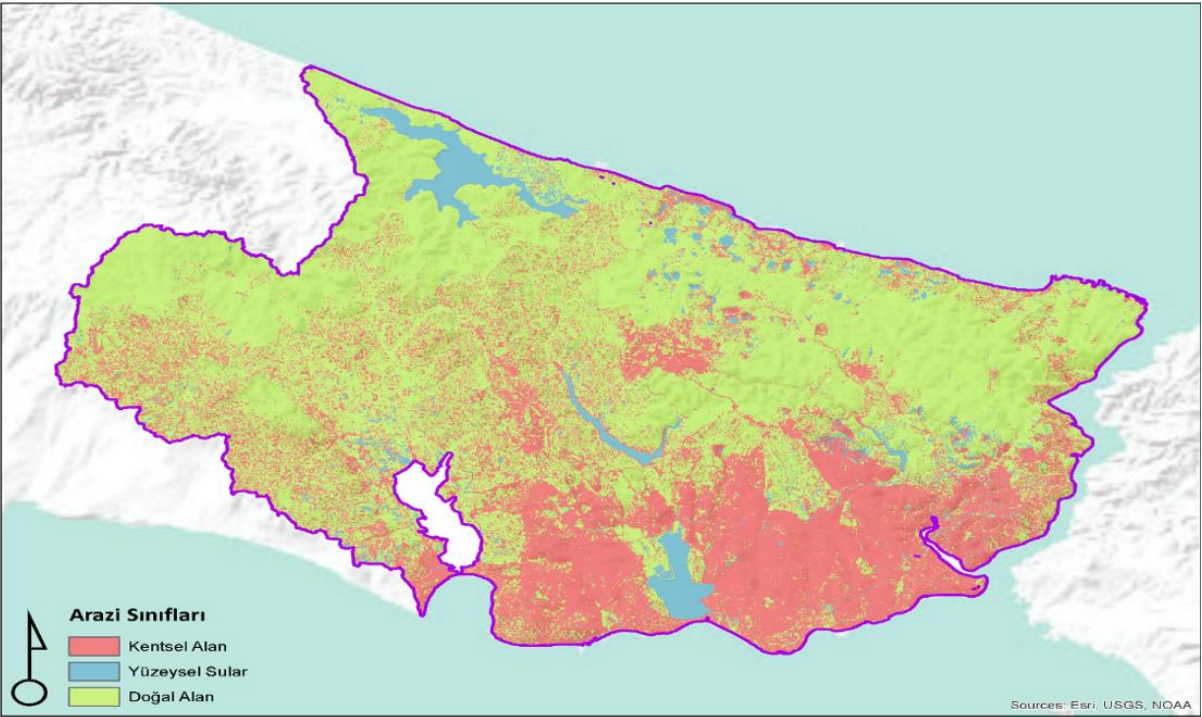 Arazi Sınıfları
Kentsel Alan
Yüzeysel Sular
Doğal Alan
Sources: Esri, USGS, NOAA